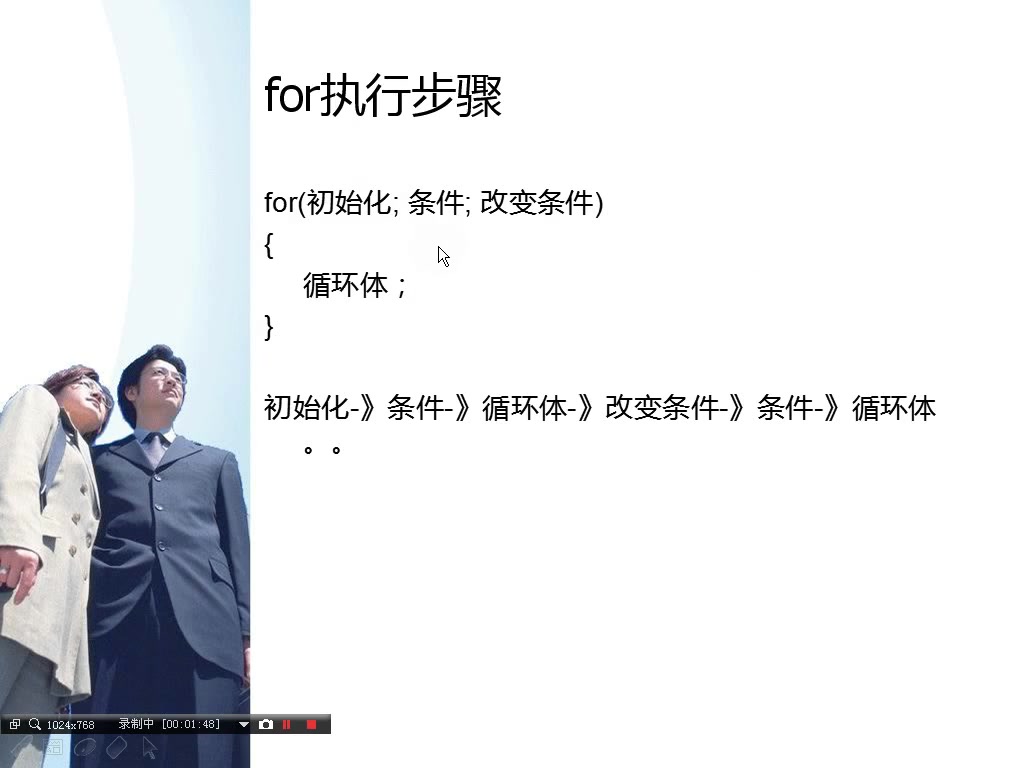 for执行步骤
for(初始化; 条件; 改变条件)
{
循环体；
}
初始化-》条件-》循环体-》改变条件-》条件-》循环体
。。
1024x768 录制中 [00:01:48]